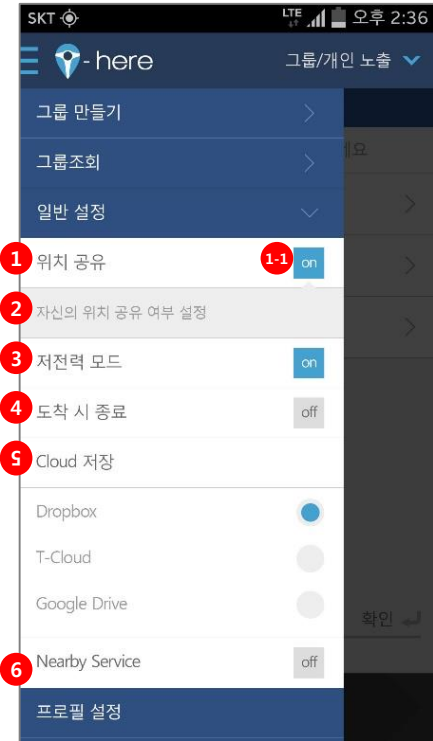 SKT LTE 오후 2:36
- here 그룹/개인 노출
그룹 만들기
그룹조회
일반 설정
1 위치 공유 1-1 on
2 자신의 위치 공유 여부 설정
3 저전력 모드 on
4 도착 시 종료 off
5 Cloud 저장
Dropbox
T-Cloud
Google Drive
확인
6 Nearby Service off
프로필 설정